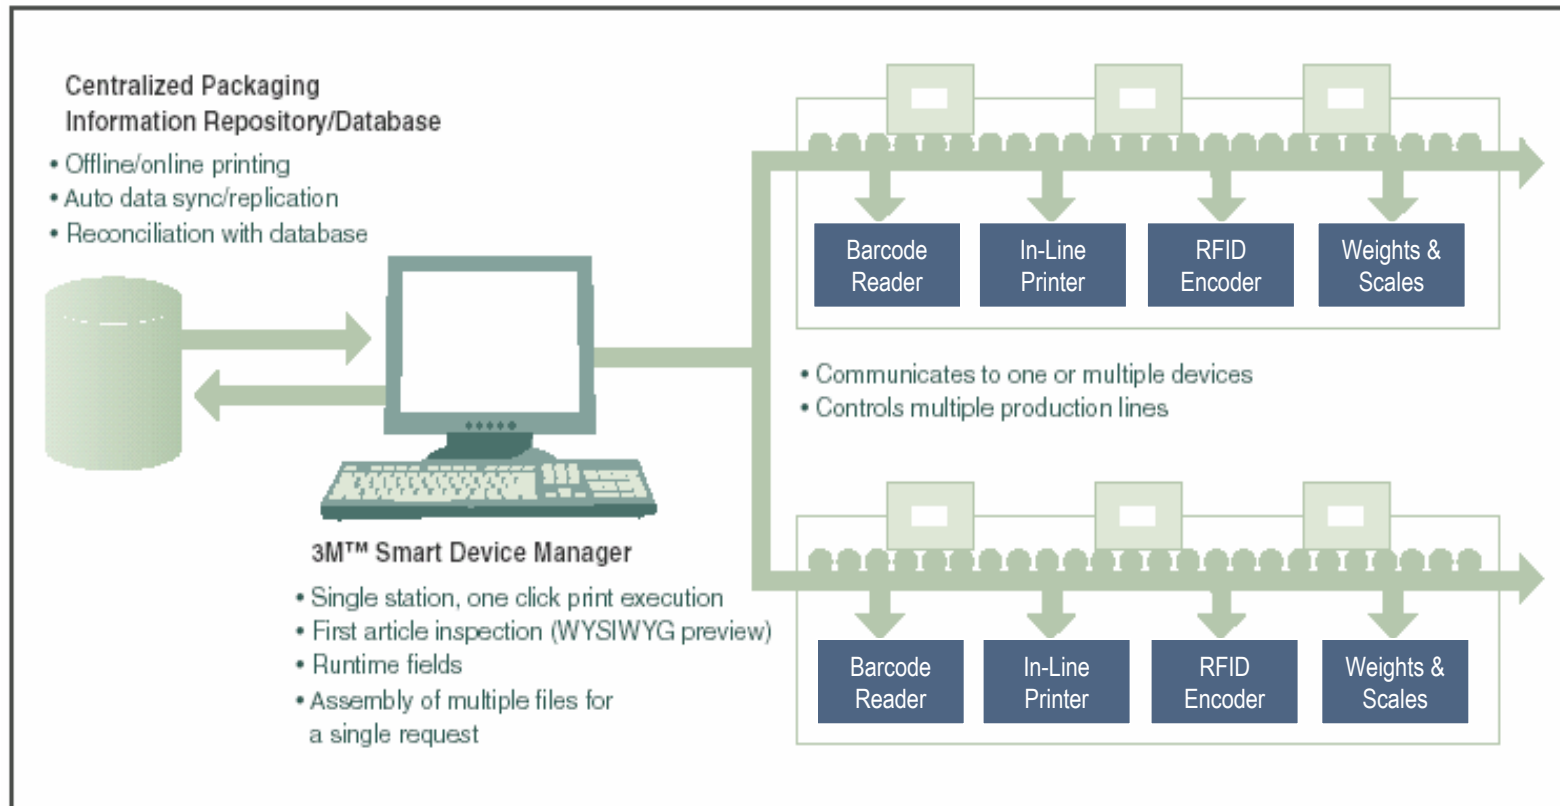 Centralized Packaging
Information Repository/Database
• Offline/online printing
• Auto data sync/replication
• Reconciliation with database
3M™ Smart Device Manager
• Single station, one click print execution
• First article inspection (WYSIWYG preview)
• Runtime fields
• Assembly of multiple files for
a single request
Barcode
Reader
In-Line
Printer
RFID
Encoder
Weights &
Scales
• Communicates to one or multiple devices
• Controls multiple production lines
Barcode
Reader
In-Line
Printer
RFID
Encoder
Weights &
Scales